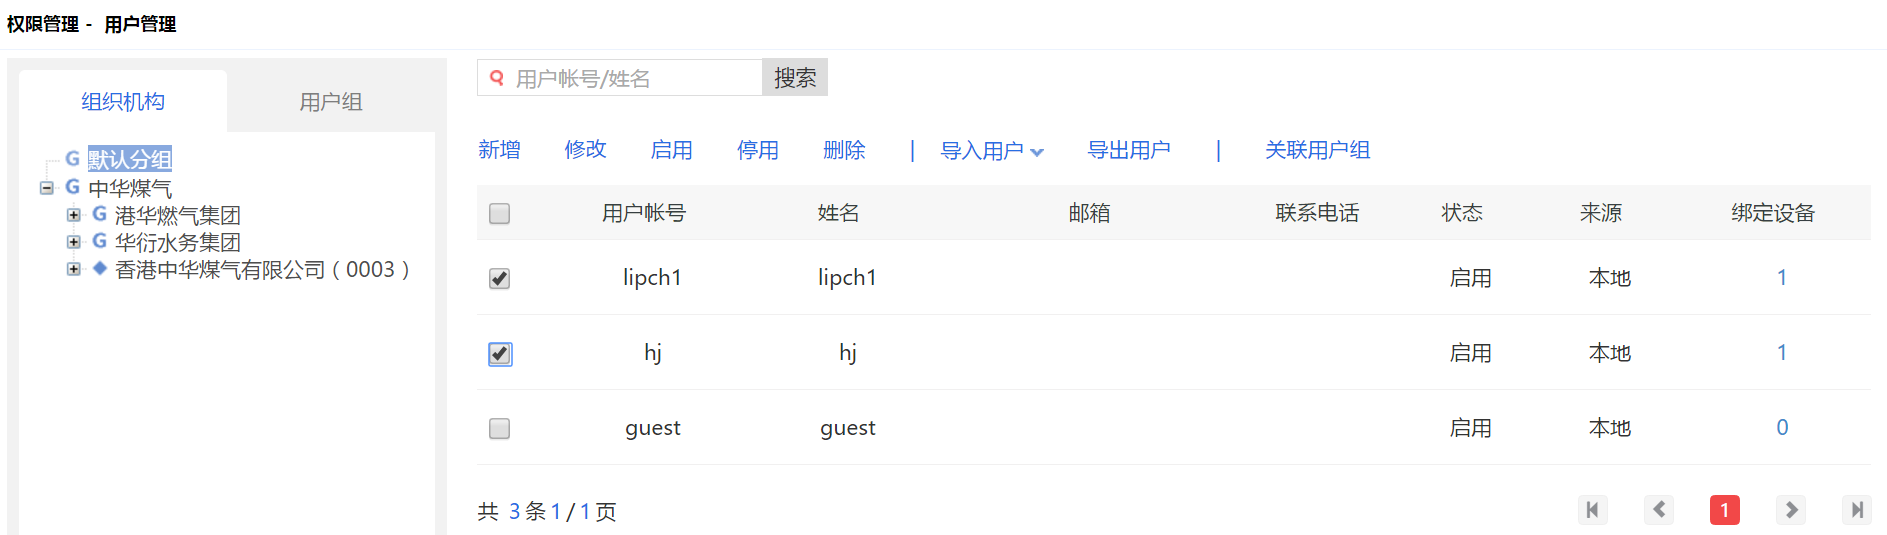 权限管理 - 用户管理
组织机构 用户组
默认分组
中华煤气
港华燃气集团
华衍水务集团
香港中华煤气有限公司（0003）
用户帐号/姓名 搜索
新增 修改 启用 停用 删除 | 导入用户 导出用户 | 关联用户组
用户帐号 姓名 邮箱 联系电话 状态 来源 绑定设备
lipch1 lipch1 启用 本地 1
hj hj 启用 本地 1
guest guest 启用 本地 0
共 3 条 1 / 1 页 1